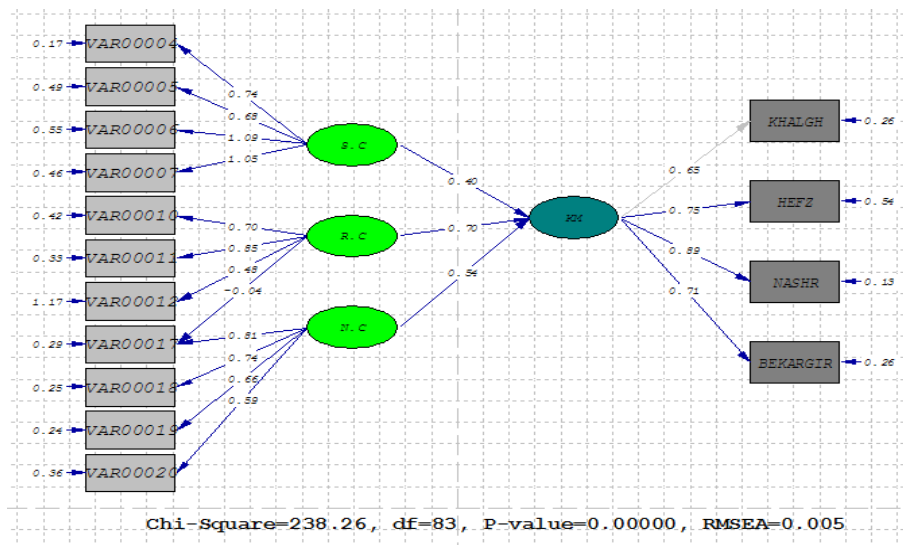 0.17 VAR00004
0.49 VAR00005
0.55 VAR00006
0.46 VAR00007
0.42 VAR00010
0.33 VAR00011
1.17 VAR00012
0.29 VAR00017
0.25 VAR00018
0.24 VAR00019
0.36 VAR00020
0.74
0.68
1.09
1.05
0.70
0.85
0.48
-0.04
0.81
0.74
0.66
0.59
S.C
R.C
N.C
0.40
0.70
0.54
KM
0.65
0.75
0.89
0.71
KHALGH 0.26
HEFZ 0.54
NASHR 0.13
BEKARGIR 0.26
Chi-Square=238.26, df=83, P-value=0.00000, RMSEA=0.005